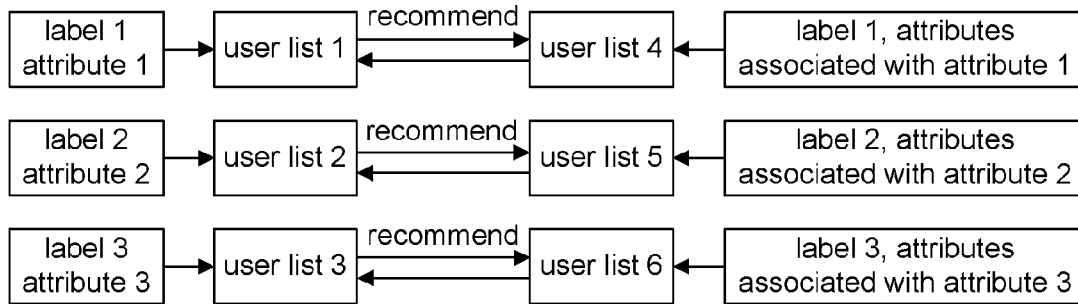 recommend
label 1
attribute 1
user list 1
user list 4
label 1, attributes
associated with attribute 1
recommend
label 2
attribute 2
user list 2
user list 5
label 2, attributes
associated with attribute 2
recommend
label 3
attribute 3
user list 3
user list 6
label 3, attributes
associated with attribute 3